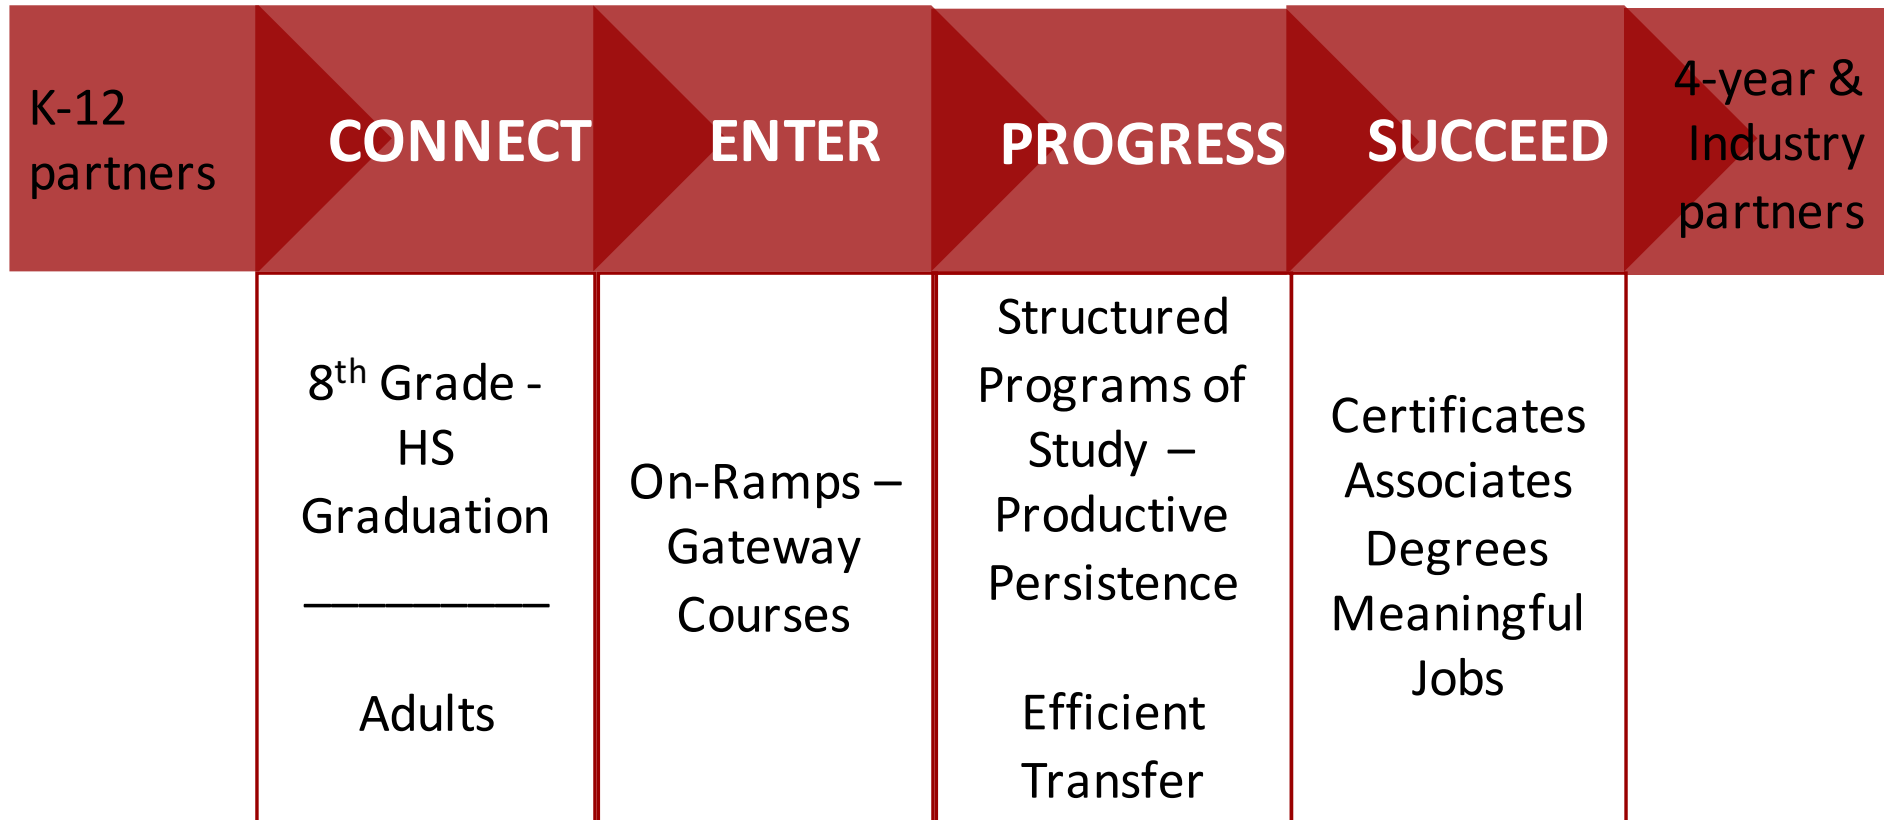 K-12
partners
CONNECT
ENTER
PROGRESS
SUCCEED
4-year &
Industry
partners
8th Grade -
HS
Graduation
_________
Adults
On-Ramps –
Gateway
Courses
Structured
Programs of
Study –
Productive
Persistence
Efficient
Transfer
Certificates
Associates
Degrees
Meaningful
Jobs